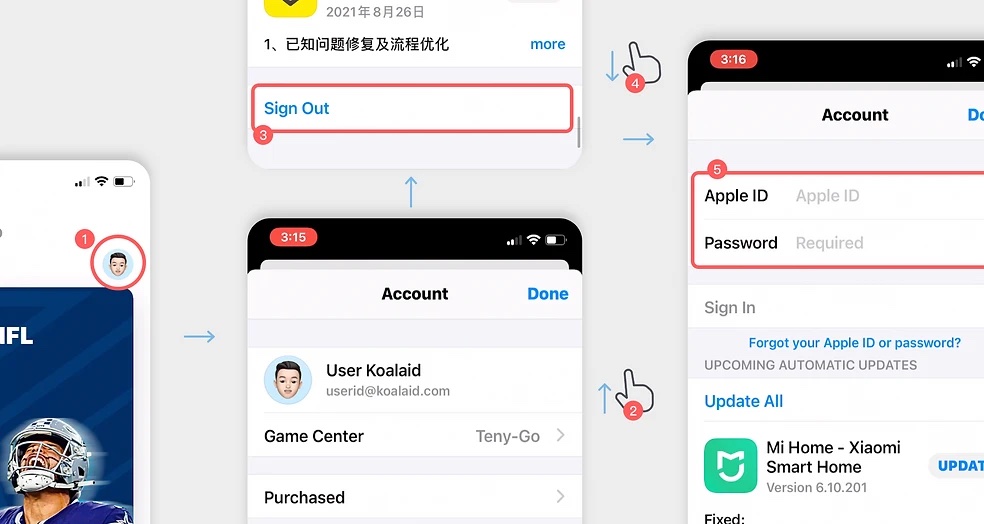 1
NFL
2021年8月26日
1、已知问题修复及流程优化
more
Sign Out
3
3:15
Account
Done
User Koalaid
userid@koalaid.com
Game Center
Teny-Go
Purchased
4
2
3:16
Account
Do
5
Apple ID
Apple ID
Password
Required
Sign In
Forgot your Apple ID or password?
UPCOMING AUTOMATIC UPDATES
Update All
Mi Home - Xiaomi
Smart Home
UPDAT
Version 6.10.201
Fixed: